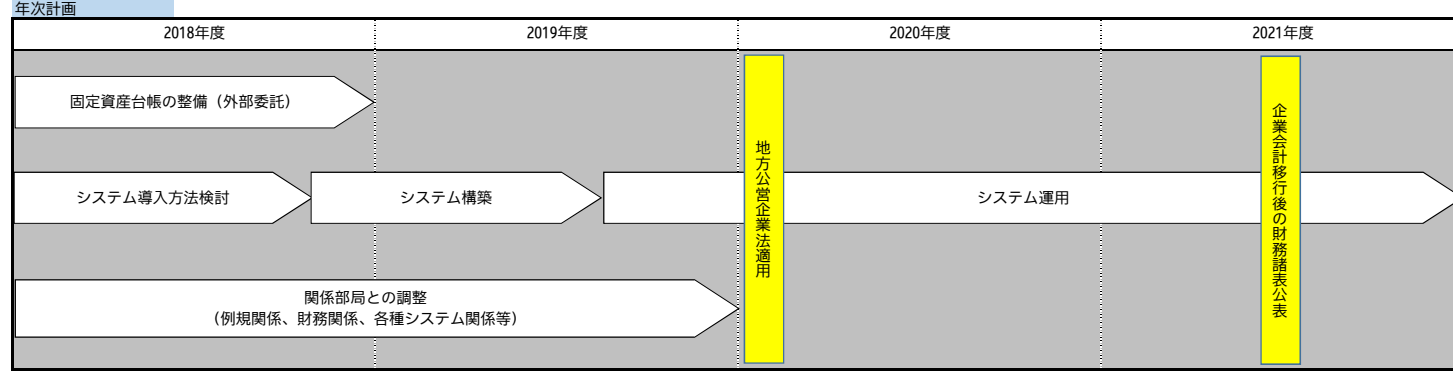 年次計画
2018年度
2019年度
2020年度
2021年度
固定資産台帳の整備（外部委託）
システム導入方法検討
システム構築
システム運用
関係部局との調整
（例規関係、財務関係、各種システム関係等）
地方公営企業法適用
企業会計移行後の財務諸表公表